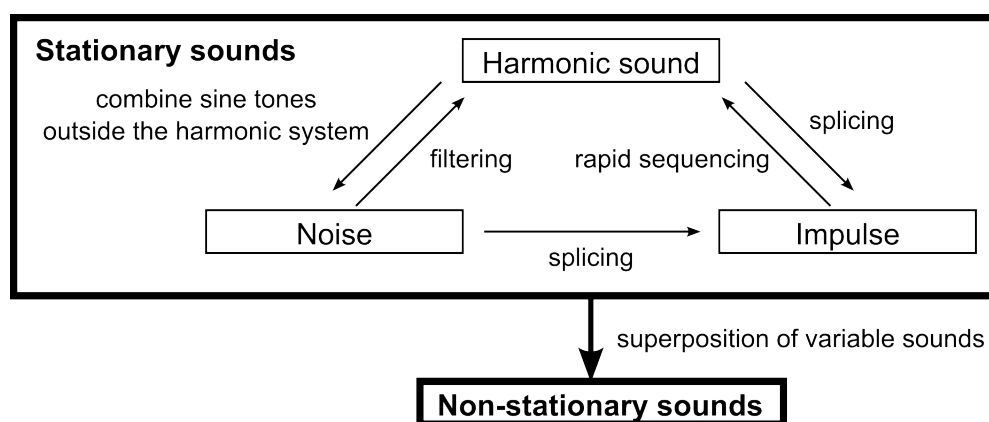 Stationary sounds
Harmonic sound
combine sine tones
outside the harmonic system
filtering
rapid sequencing
splicing
Noise
splicing
Impulse
superposition of variable sounds
Non-stationary sounds